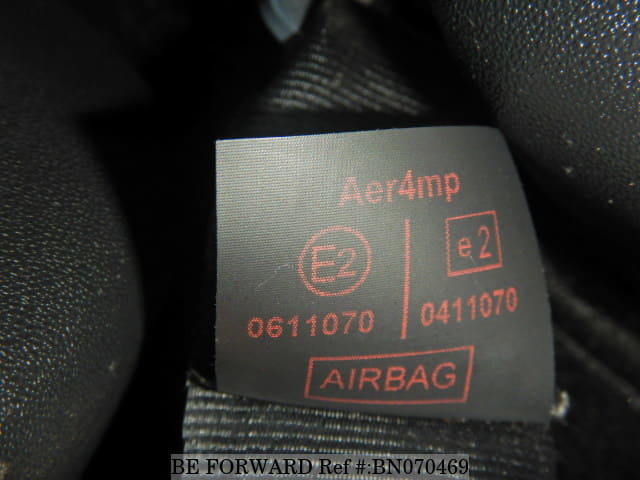 Aer4mp
E2
e2
0611070
0411070
AIRBAG
BE FORWARD Ref #:BN070469